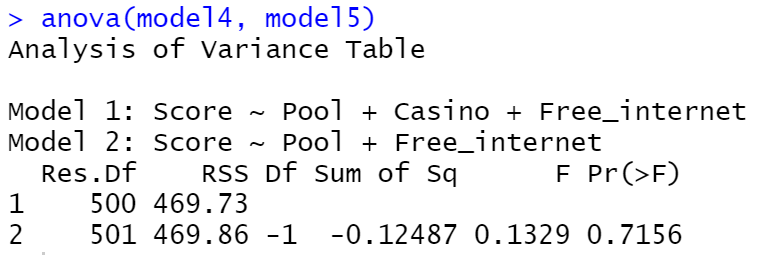 > anova(model4, model5)
Analysis of Variance Table
Model 1: Score ~ Pool + Casino + Free_internet
Model 2: Score ~ Pool + Free_internet
  Res.Df    RSS Df Sum of Sq      F Pr(>F)
1    500 469.73
2    501 469.86 -1  -0.12487 0.1329 0.7156